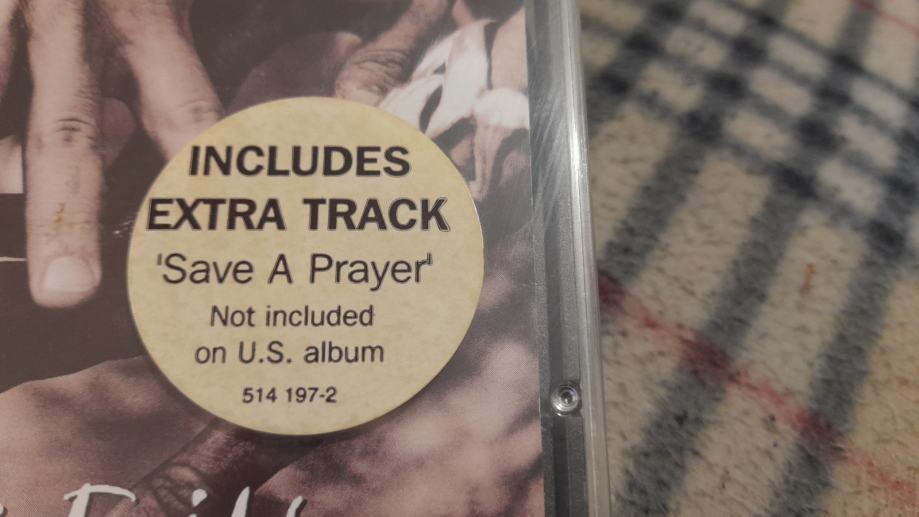 INCLUDES
EXTRA TRACK
'Save A Prayer'
Not included
on U.S. album
514 197-2